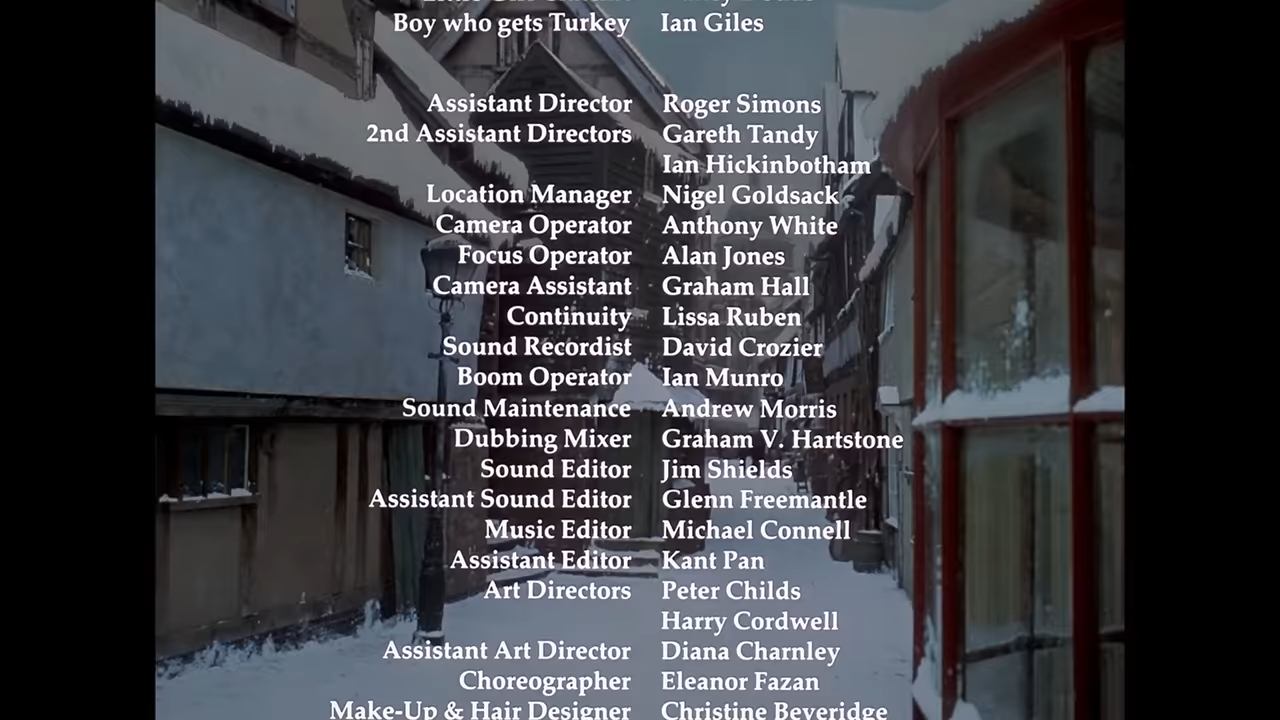 Boy who gets Turkey Ian Giles
Assistant Director Roger Simons
2nd Assistant Directors Gareth Tandy
Ian Hickinbotham
Location Manager Nigel Goldsack
Camera Operator Anthony White
Focus Operator Alan Jones
Camera Assistant Graham Hall
Continuity Lissa Ruben
Sound Recordist David Crozier
Boom Operator Ian Munro
Sound Maintenance Andrew Morris
Dubbing Mixer Graham V. Hartstone
Sound Editor Jim Shields
Assistant Sound Editor Glenn Freemantle
Music Editor Michael Connell
Assistant Editor Kant Pan
Art Directors Peter Childs
Harry Cordwell
Assistant Art Director Diana Charnley
Choreographer Eleanor Fazan
Make-Up & Hair Designer Christine Beveridge